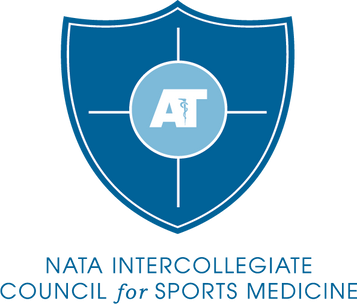 AT
NATA INTERCOLLEGIATE
COUNCIL for SPORTS MEDICINE